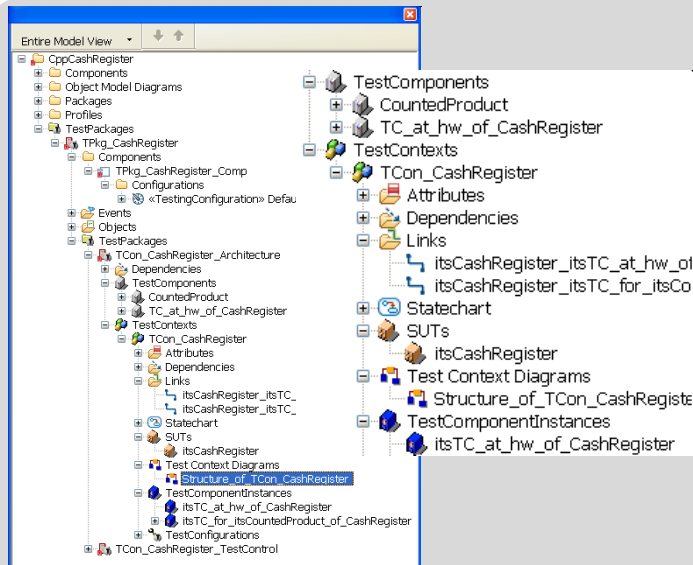 Entire Model View
CppCashRegister
Components
Object Model Diagrams
Packages
Profiles
TestPackages
TPkg_CashRegister
Components
TPkg_CashRegister_Comp
Configurations
«TestingConfiguration» Defau
Events
Objects
TestPackages
TCon_CashRegister_Architecture
Dependencies
TestComponents
CountedProduct
TC_at_hw_of_CashRegister
TestContexts
TCon_CashRegister
Attributes
Dependencies
Links
itsCashRegister_itsTC_
itsCashRegister_itsTC_
Statechart
SUTs
itsCashRegister
Test Context Diagrams
Structure_of_TCon_CashRegister
TestComponentInstances
itsTC_at_hw_of_CashRegister
itsTC_for_itsCountedProduct_of_CashRegister
TestConfigurations
TCon_CashRegister_TestControl
TestComponents
CountedProduct
TC_at_hw_of_CashRegister
TestContexts
TCon_CashRegister
Attributes
Dependencies
Links
itsCashRegister_itsTC_at_hw_of
itsCashRegister_itsTC_for_itsCo
Statechart
SUTs
itsCashRegister
Test Context Diagrams
Structure_of_TCon_CashRegiste
TestComponentInstances
itsTC_at_hw_of_CashRegister